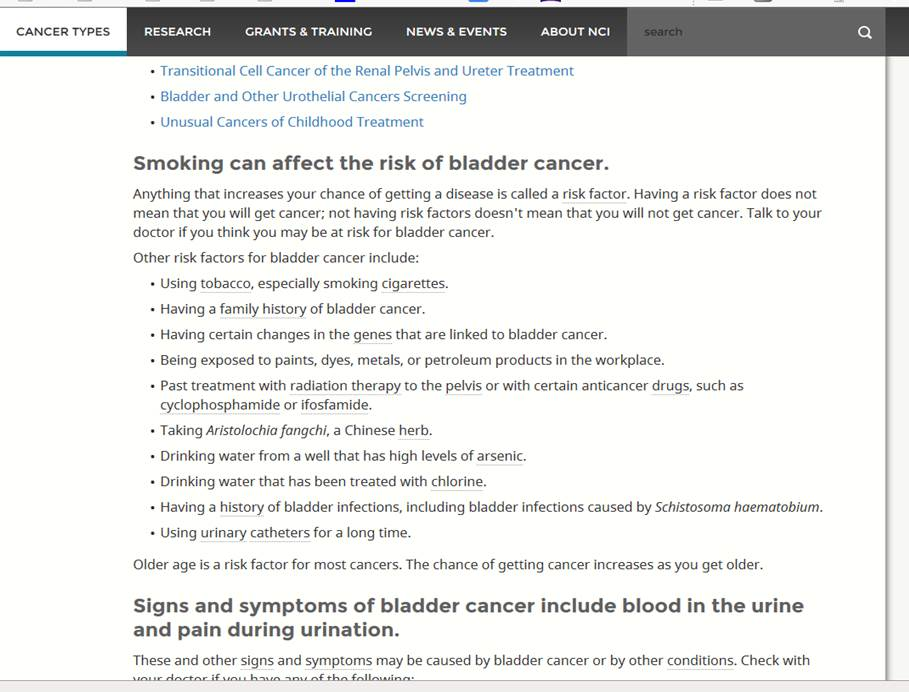 CANCER TYPES RESEARCH GRANTS & TRAINING NEWS & EVENTS ABOUT NCI search
• Transitional Cell Cancer of the Renal Pelvis and Ureter Treatment
• Bladder and Other Urothelial Cancers Screening
• Unusual Cancers of Childhood Treatment
Smoking can affect the risk of bladder cancer.
Anything that increases your chance of getting a disease is called a risk factor. Having a risk factor does not
mean that you will get cancer; not having risk factors doesn't mean that you will not get cancer. Talk to your
doctor if you think you may be at risk for bladder cancer.
Other risk factors for bladder cancer include:
• Using tobacco, especially smoking cigarettes.
• Having a family history of bladder cancer.
• Having certain changes in the genes that are linked to bladder cancer.
• Being exposed to paints, dyes, metals, or petroleum products in the workplace.
• Past treatment with radiation therapy to the pelvis or with certain anticancer drugs, such as
cyclophosphamide or ifosfamide.
• Taking Aristolochia fangchi, a Chinese herb.
• Drinking water from a well that has high levels of arsenic.
• Drinking water that has been treated with chlorine.
• Having a history of bladder infections, including bladder infections caused by Schistosoma haematobium.
• Using urinary catheters for a long time.
Older age is a risk factor for most cancers. The chance of getting cancer increases as you get older.
Signs and symptoms of bladder cancer include blood in the urine
and pain during urination.
These and other signs and symptoms may be caused by bladder cancer or by other conditions. Check with
your doctor if you have any of the following: